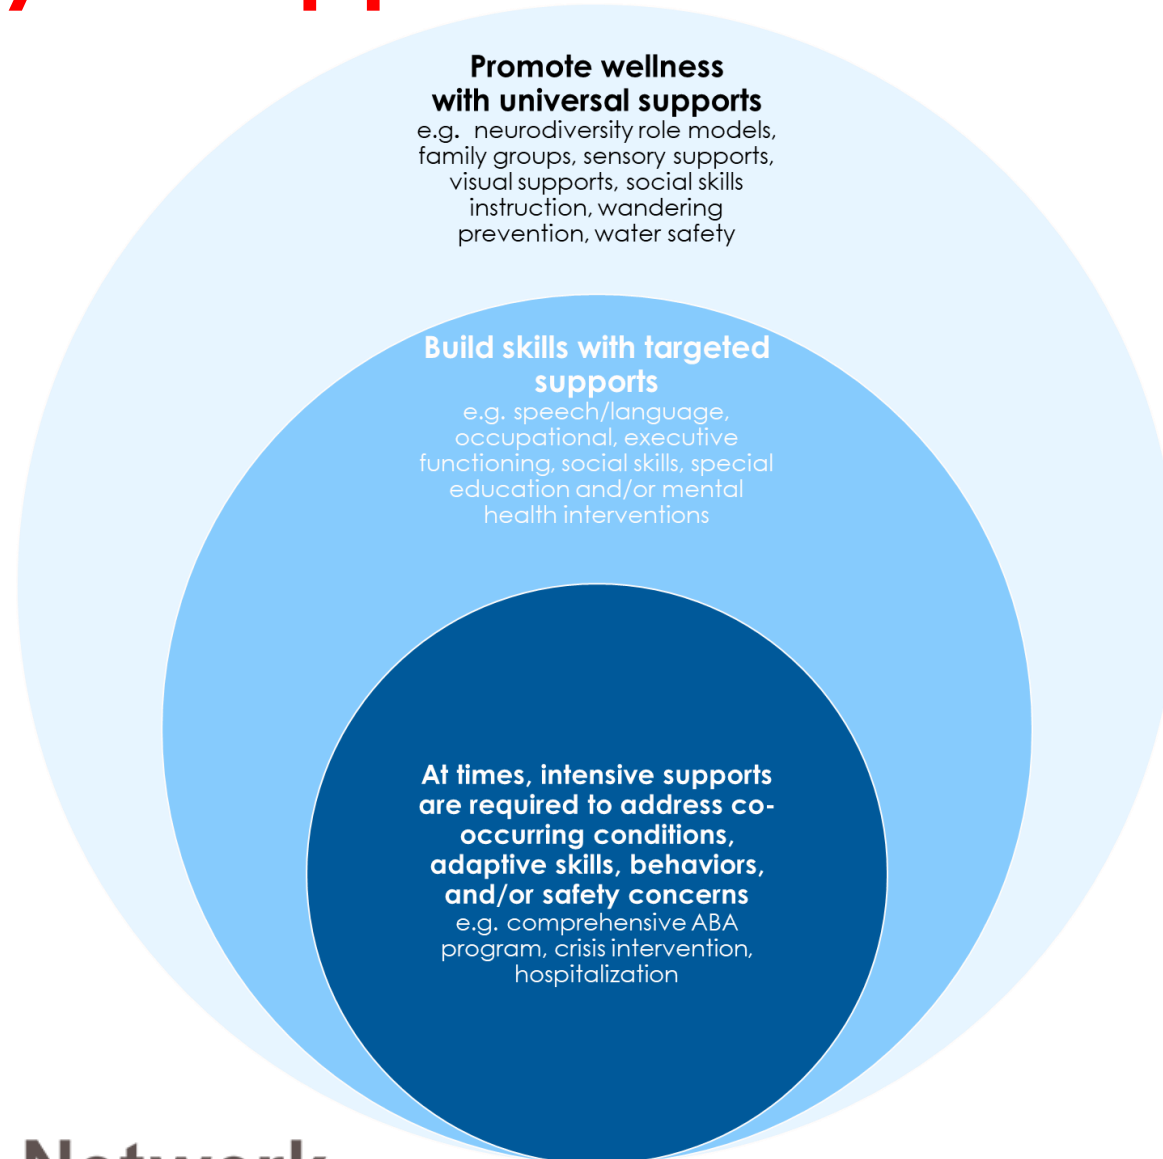 Promote wellness
with universal supports
e.g. neurodiversity role models,
family groups, sensory supports,
visual supports, social skills
instruction, wandering
prevention, water safety
Build skills with targeted
supports
e.g. speech/language,
occupational, executive
functioning, social skills, special
education and/or mental
health interventions
At times, intensive supports
are required to address co-
occurring conditions,
adaptive skills, behaviors,
and/or safety concerns
e.g. comprehensive ABA
program, crisis intervention,
hospitalization
Network